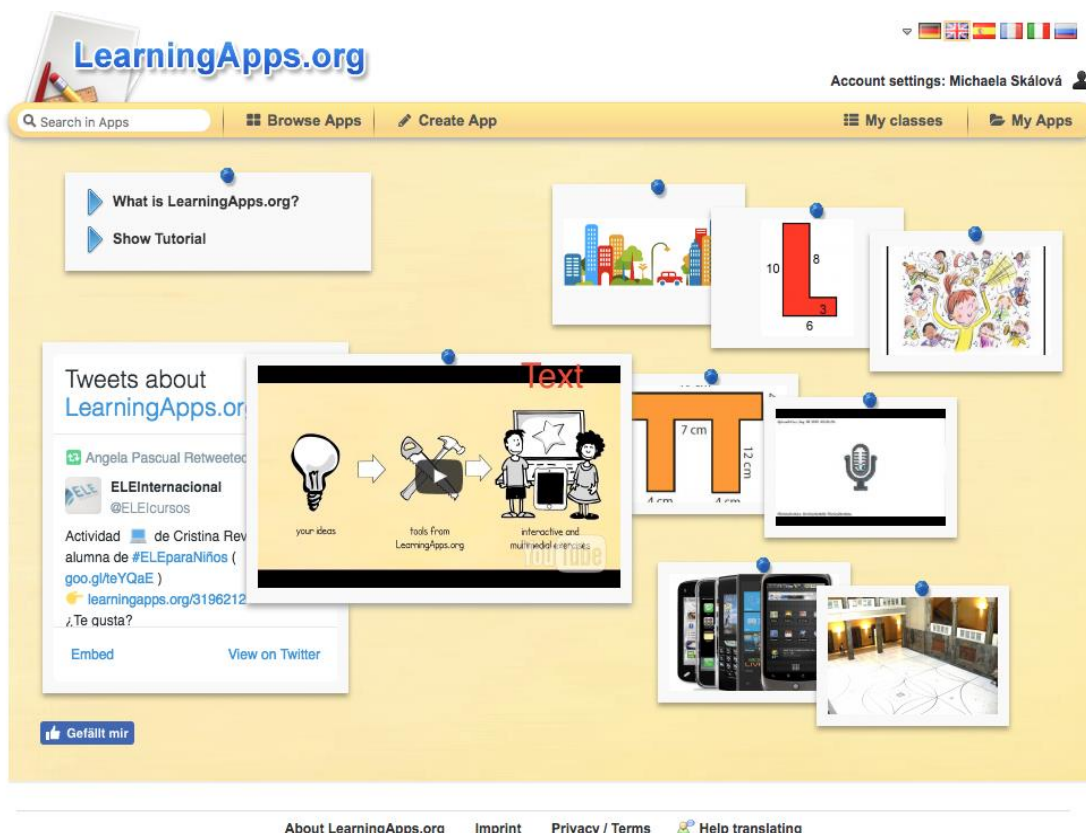 LearningApps.org
Account settings: Michaela Skálová
Search in Apps
Browse Apps
Create App
My classes
My Apps
What is LearningApps.org?
Show Tutorial
10
8
3
6
Tweets about
LearningApps.or
Angela Pascual Retweeted
ELEInternacional
@ELEIcursos
Actividad 💻 de Cristina Rev
alumna de #ELEparaNiños (
goo.gl/teYQaE )
👉 learningapps.org/3196212
¿Te gusta?
Embed
View on Twitter
Text
your ideas
tools from
LearningApps.org
interactive and
multimedial exercises
YouTube
7 cm
12 cm
4 cm
4 cm
Gefällt mir
About LearningApps.org
Imprint
Privacy / Terms
Help translating